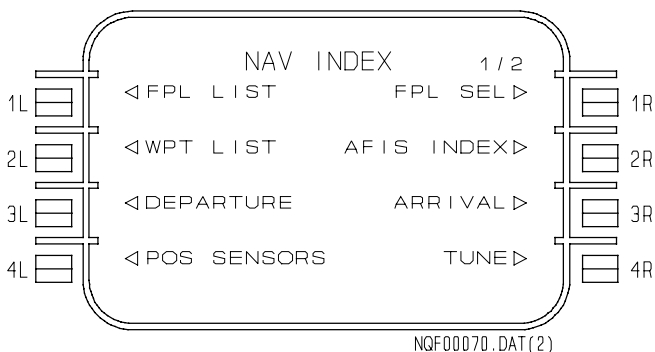 NAV INDEX 1/2
1L ◁FPL LIST FPL SEL▷ 1R
2L ◁WPT LIST AFIS INDEX▷ 2R
3L ◁DEPARTURE ARRIVAL▷ 3R
4L ◁POS SENSORS TUNE▷ 4R
NQF00070.DAT(2)